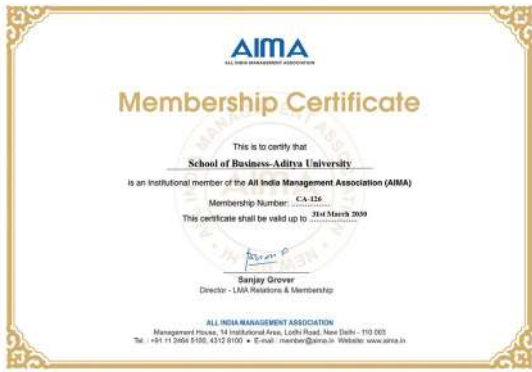 AIMA
ALL INDIA MANAGEMENT ASSOCIATION
Membership Certificate
This is to certify that
School of Business-Aditya University
is an Institutional member of the All India Management Association (AIMA)
Membership Number: CA-126
This certificate shall be valid up to 31st March 2030
Sanjay Grover
Director - LMA Relations & Membership
ALL INDIA MANAGEMENT ASSOCIATION
Management House, 14 Institutional Area, Lodhi Road, New Delhi - 110 003
Tel. : +91 11 2464 5100, 4312 8100 • E-mail : member@aima.in Website: www.aima.in